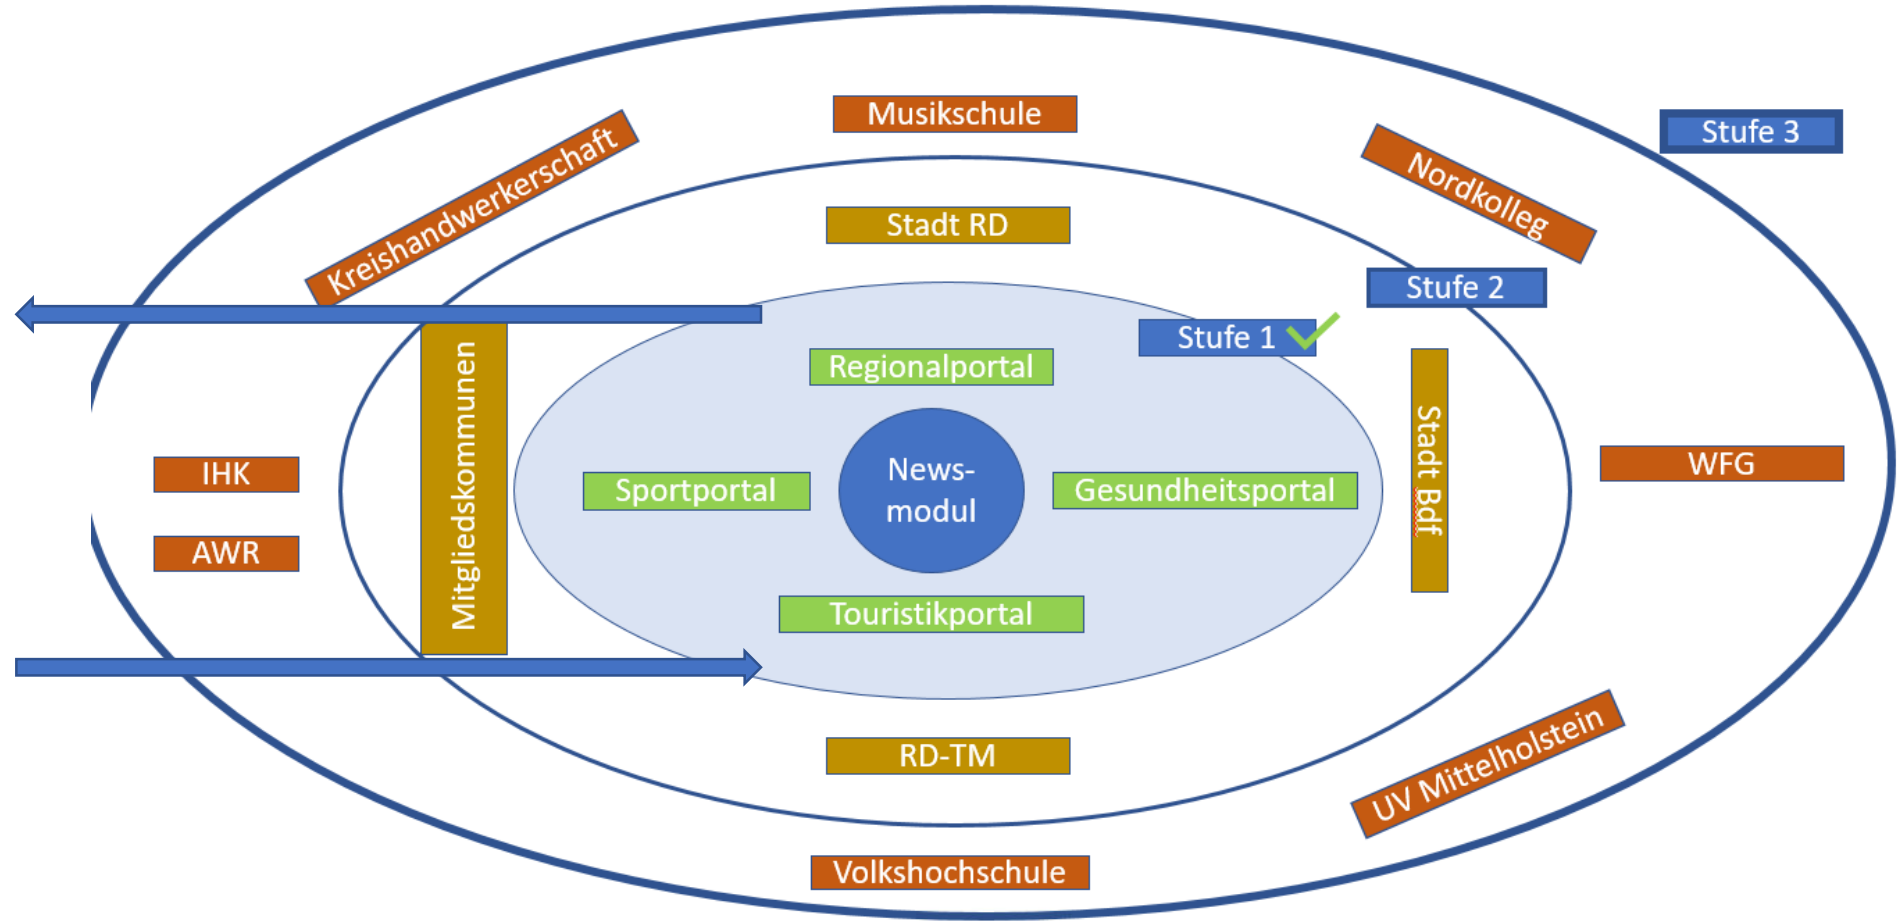 Musikschule
Stufe 3
Kreishandwerkerschaft
Nordkolleg
Stadt RD
Stufe 2
Stufe 1
Regionalportal
Mitgliedskommunen
IHK
Sportportal
News-
modul
Gesundheitsportal
Stadt Bdf
WFG
AWR
Touristikportal
RD-TM
UV Mittelholstein
Volkshochschule